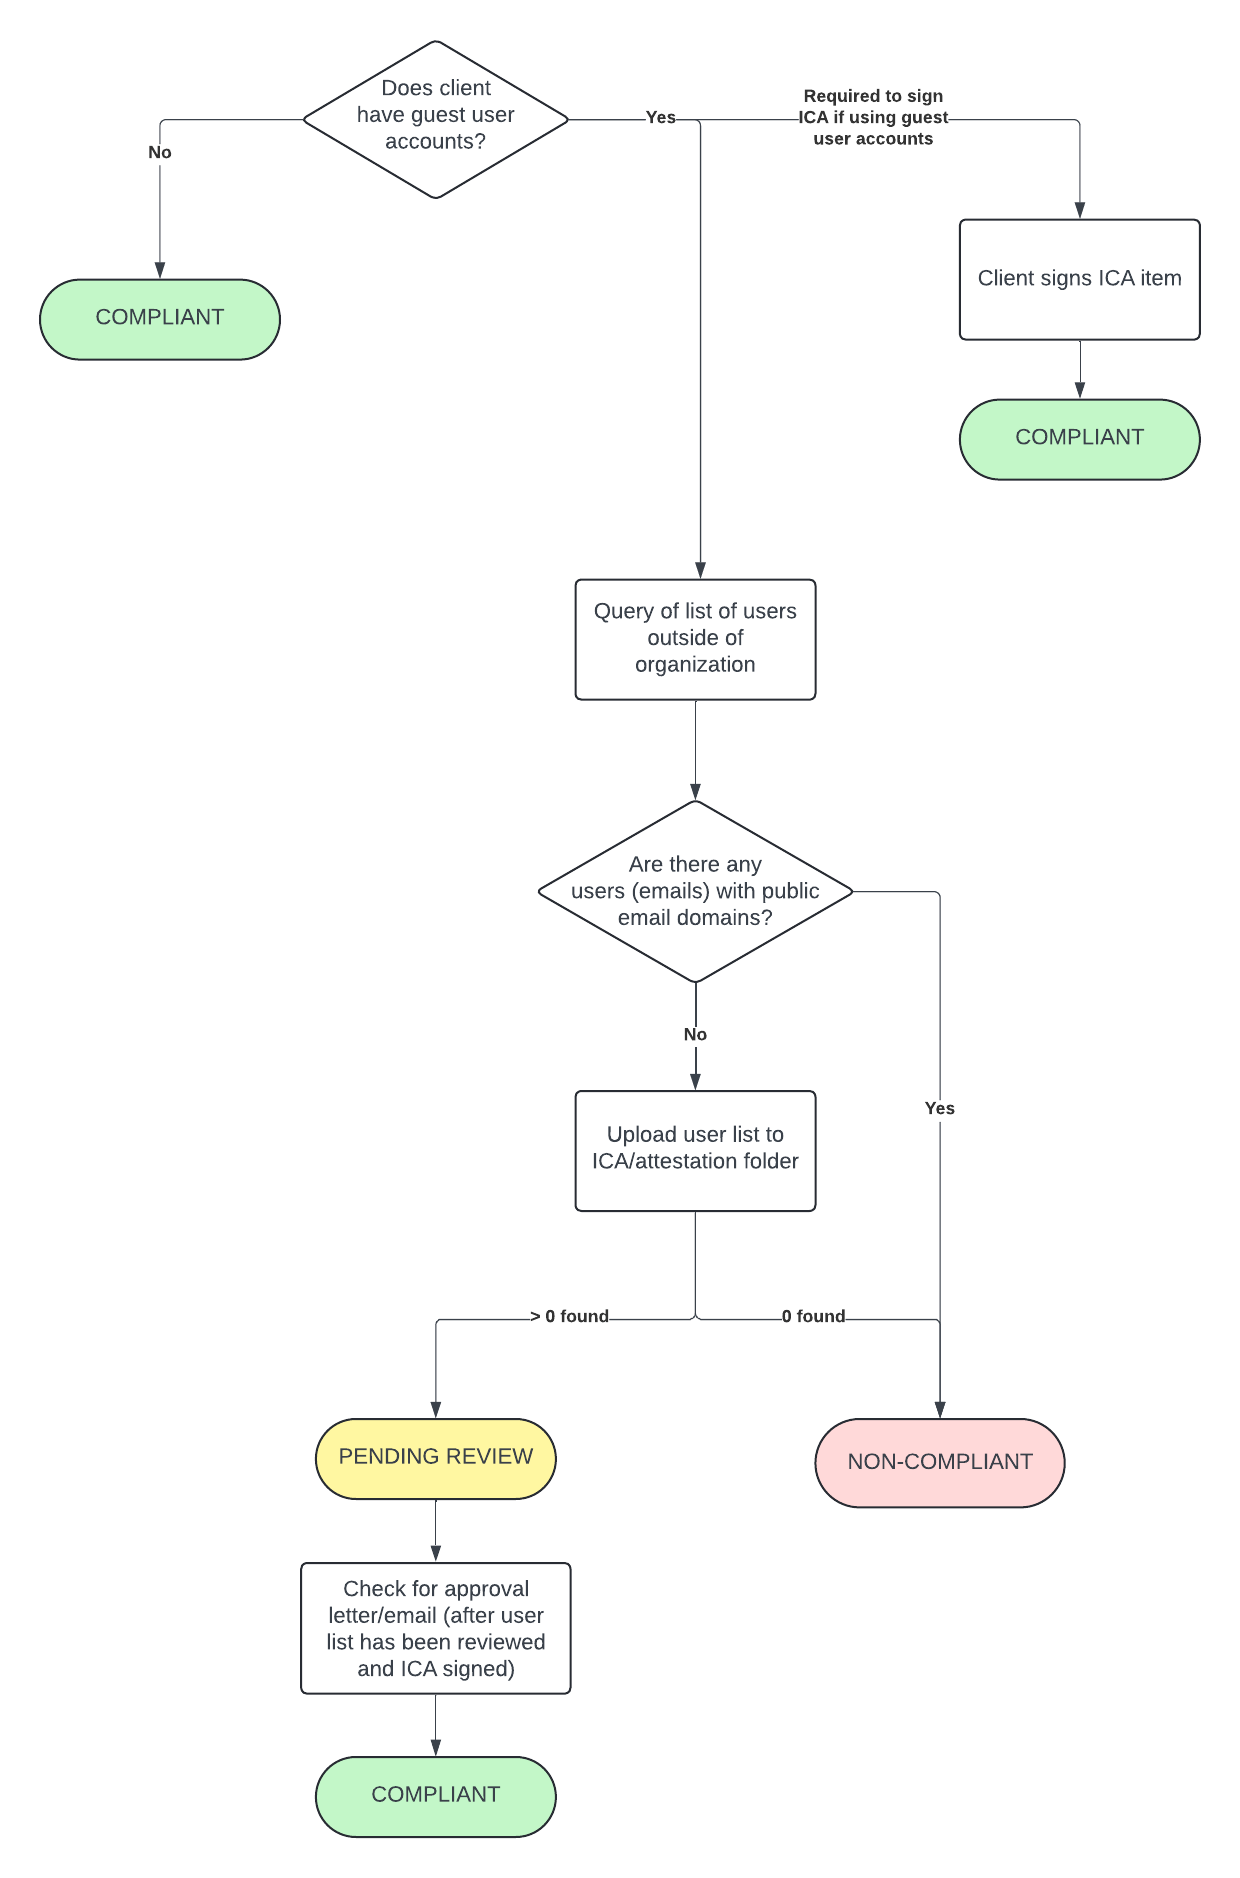 Does client
have guest user
accounts?
No
Yes
Required to sign
ICA if using guest
user accounts
COMPLIANT
Client signs ICA item
COMPLIANT
Query of list of users
outside of
organization
Are there any
users (emails) with public
email domains?
No
Yes
Upload user list to
ICA/attestation folder
> 0 found
0 found
PENDING REVIEW
NON-COMPLIANT
Check for approval
letter/email (after user
list has been reviewed
and ICA signed)
COMPLIANT